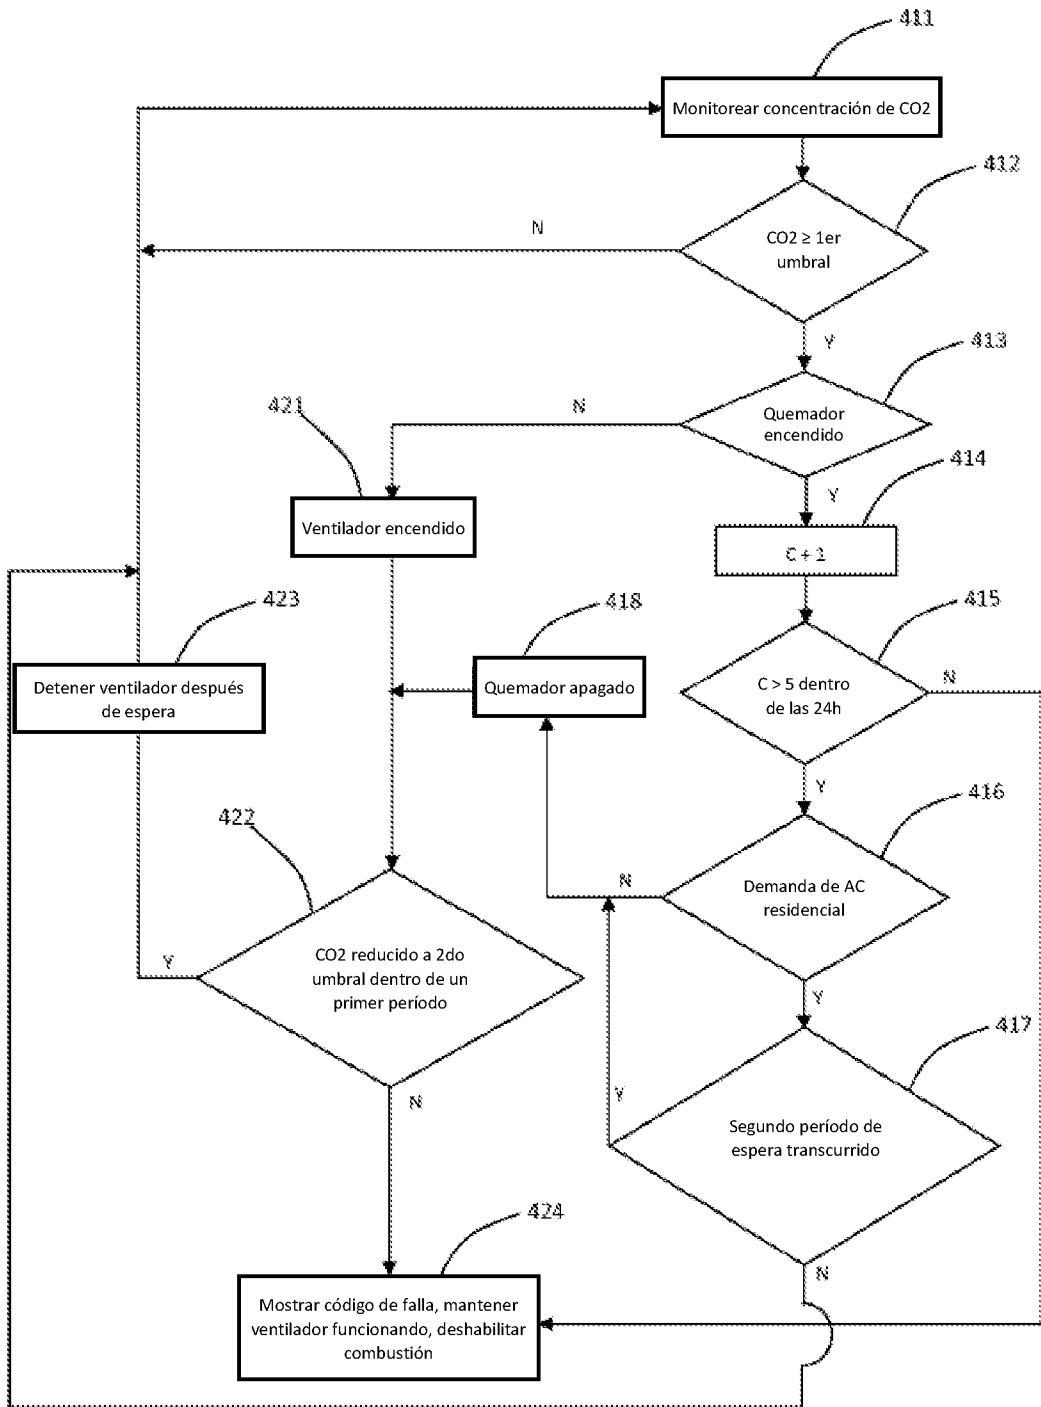 411
Monitorear concentración de CO2
412
CO2 ≥ 1er
umbral
N
Y
413
Quemador
encendido
N
421
Y
414
Ventilador encendido
C + 1
423
418
415
Detener ventilador después
de espera
Quemador apagado
C > 5 dentro
de las 24h
N
Y
416
422
Demanda de AC
residencial
N
CO2 reducido a 2do
umbral dentro de un
primer período
Y
Y
417
Y
N
Segundo período de
espera transcurrido
424
N
Mostrar código de falla, mantener
ventilador funcionando, deshabilitar
combustión